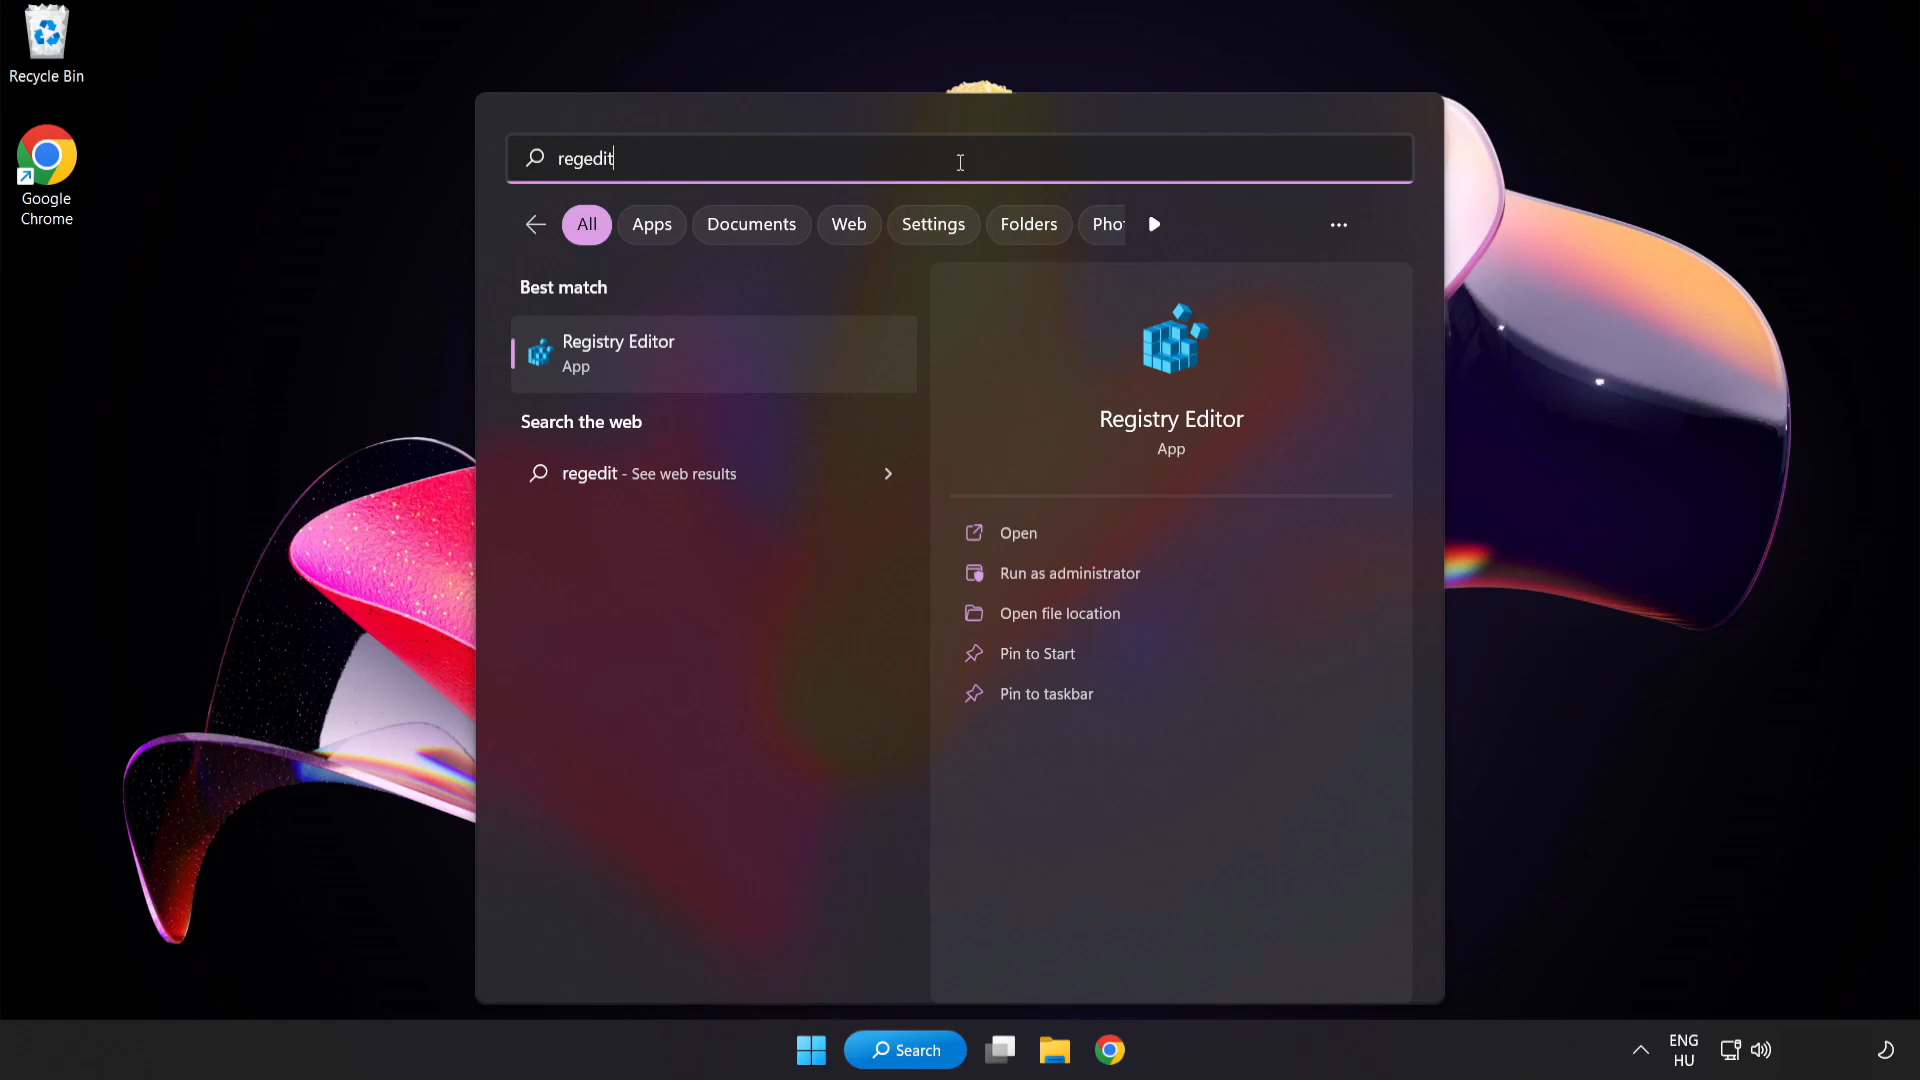 Recycle Bin
Google
Chrome
regedit
All
Apps
Documents
Web
Settings
Folders
Pho
Best match
Registry Editor
App
Search the web
regedit - See web results
Registry Editor
App
Open
Run as administrator
Open file location
Pin to Start
Pin to taskbar
Search
ENG
HU